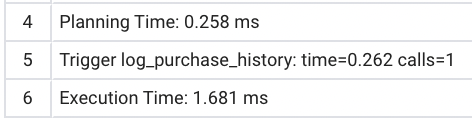 4 Planning Time: 0.258 ms
5 Trigger log_purchase_history: time=0.262 calls=1
6 Execution Time: 1.681 ms